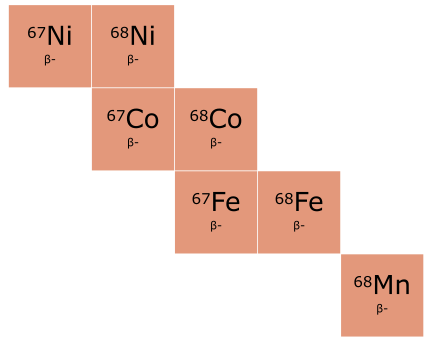 ⁶⁷Ni ⁶⁸Ni
β- β-
⁶⁷Co ⁶⁸Co
β- β-
⁶⁷Fe ⁶⁸Fe
β- β-
⁶⁸Mn
β-